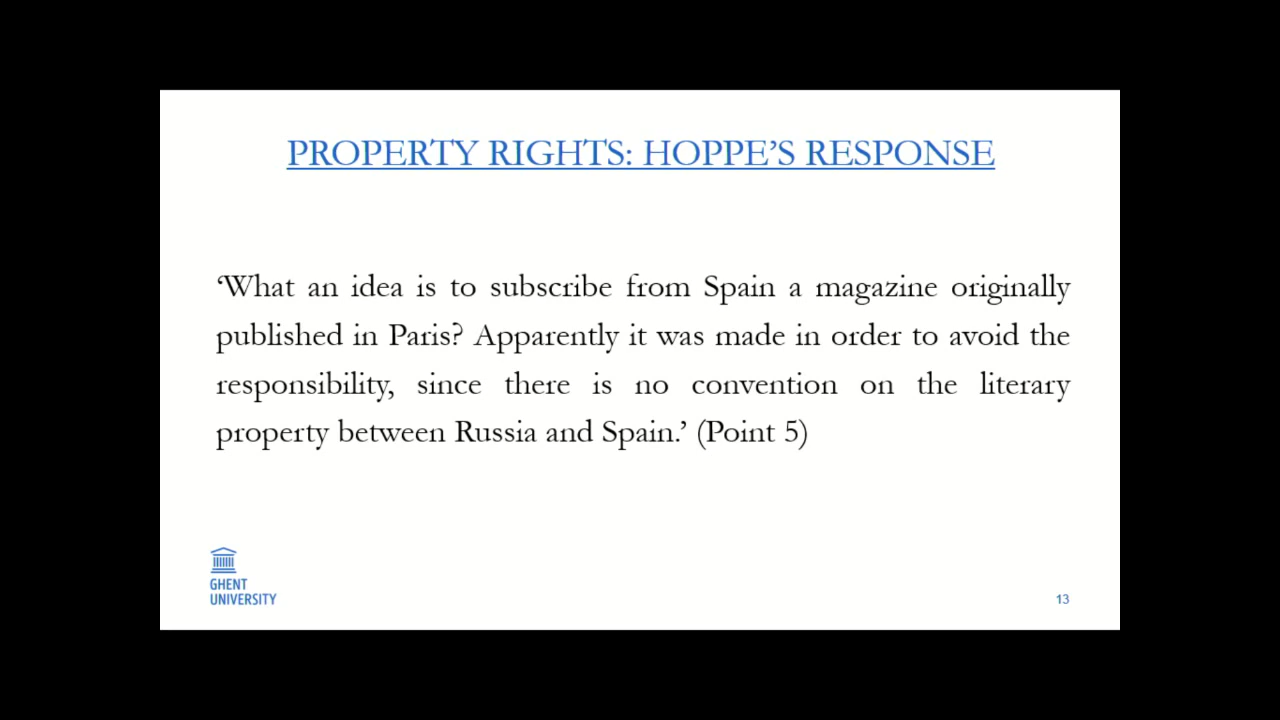 PROPERTY RIGHTS: HOPPE’S RESPONSE
‘What an idea is to subscribe from Spain a magazine originally
published in Paris? Apparently it was made in order to avoid the
responsibility, since there is no convention on the literary
property between Russia and Spain.’ (Point 5)
GHENT
UNIVERSITY
13